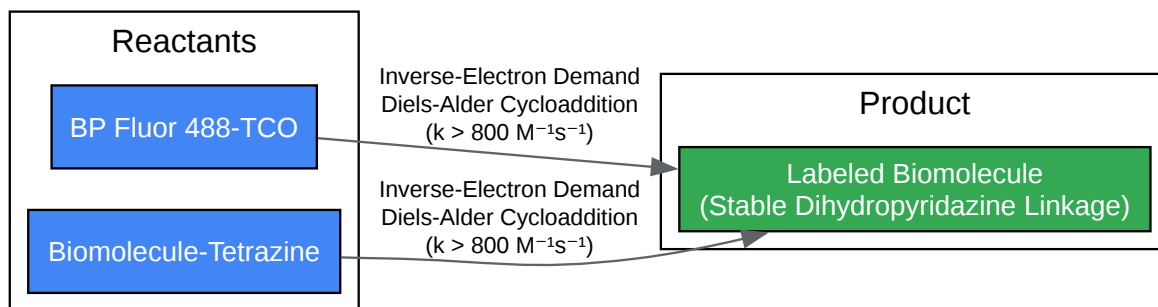 Reactants
BP Fluor 488-TCO
Biomolecule-Tetrazine
Inverse-Electron Demand
Diels-Alder Cycloaddition
(k > 800 M⁻¹s⁻¹)
Inverse-Electron Demand
Diels-Alder Cycloaddition
(k > 800 M⁻¹s⁻¹)
Product
Labeled Biomolecule
(Stable Dihydropyridazine Linkage)